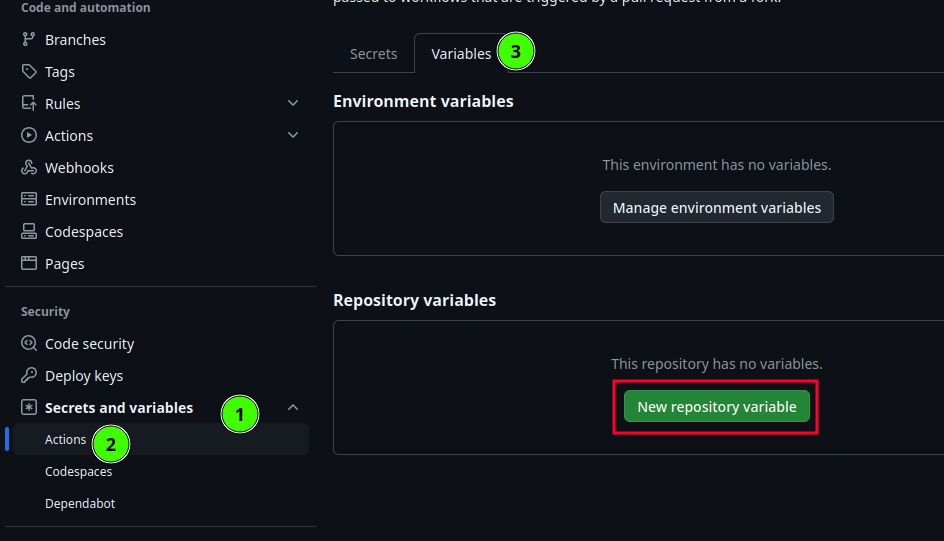 Code and automation
Branches
Tags
Rules
Actions
Webhooks
Environments
Codespaces
Pages
Security
Code security
Deploy keys
Secrets and variables
1
Actions
2
Codespaces
Dependabot
passed to workflows that are triggered by a pull request from a fork.
Secrets
Variables
3
Environment variables
This environment has no variables.
Manage environment variables
Repository variables
This repository has no variables.
New repository variable